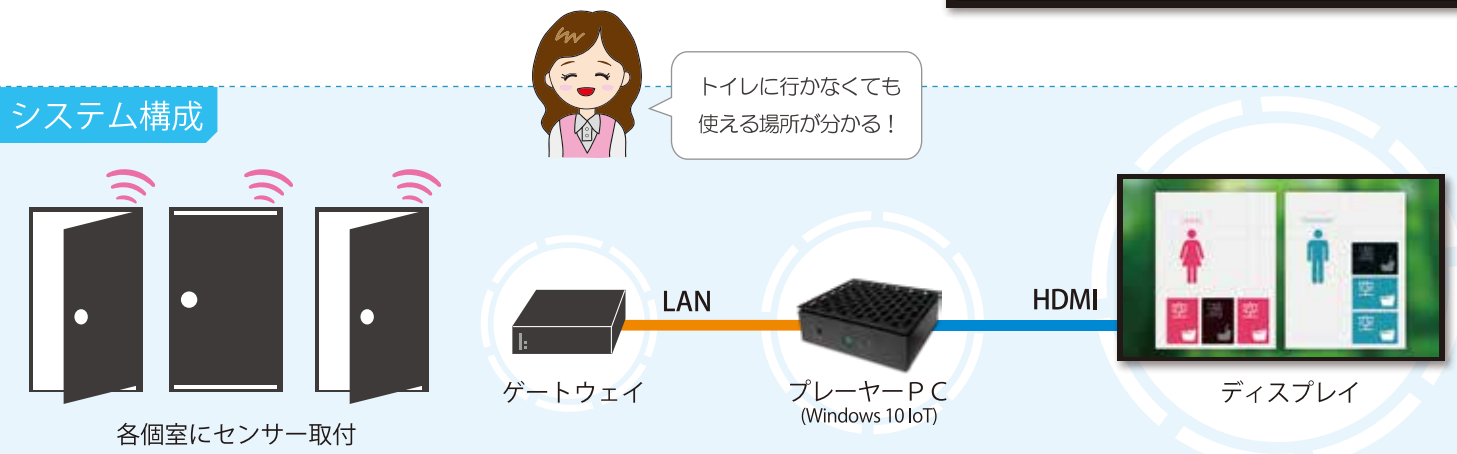 トイレに行かなくても
使える場所が分かる！
システム構成
LAN
HDMI
空
満
空
満
空
空
ゲートウェイ
プレーヤーＰＣ
(Windows 10 IoT)
ディスプレイ
各個室にセンサー取付